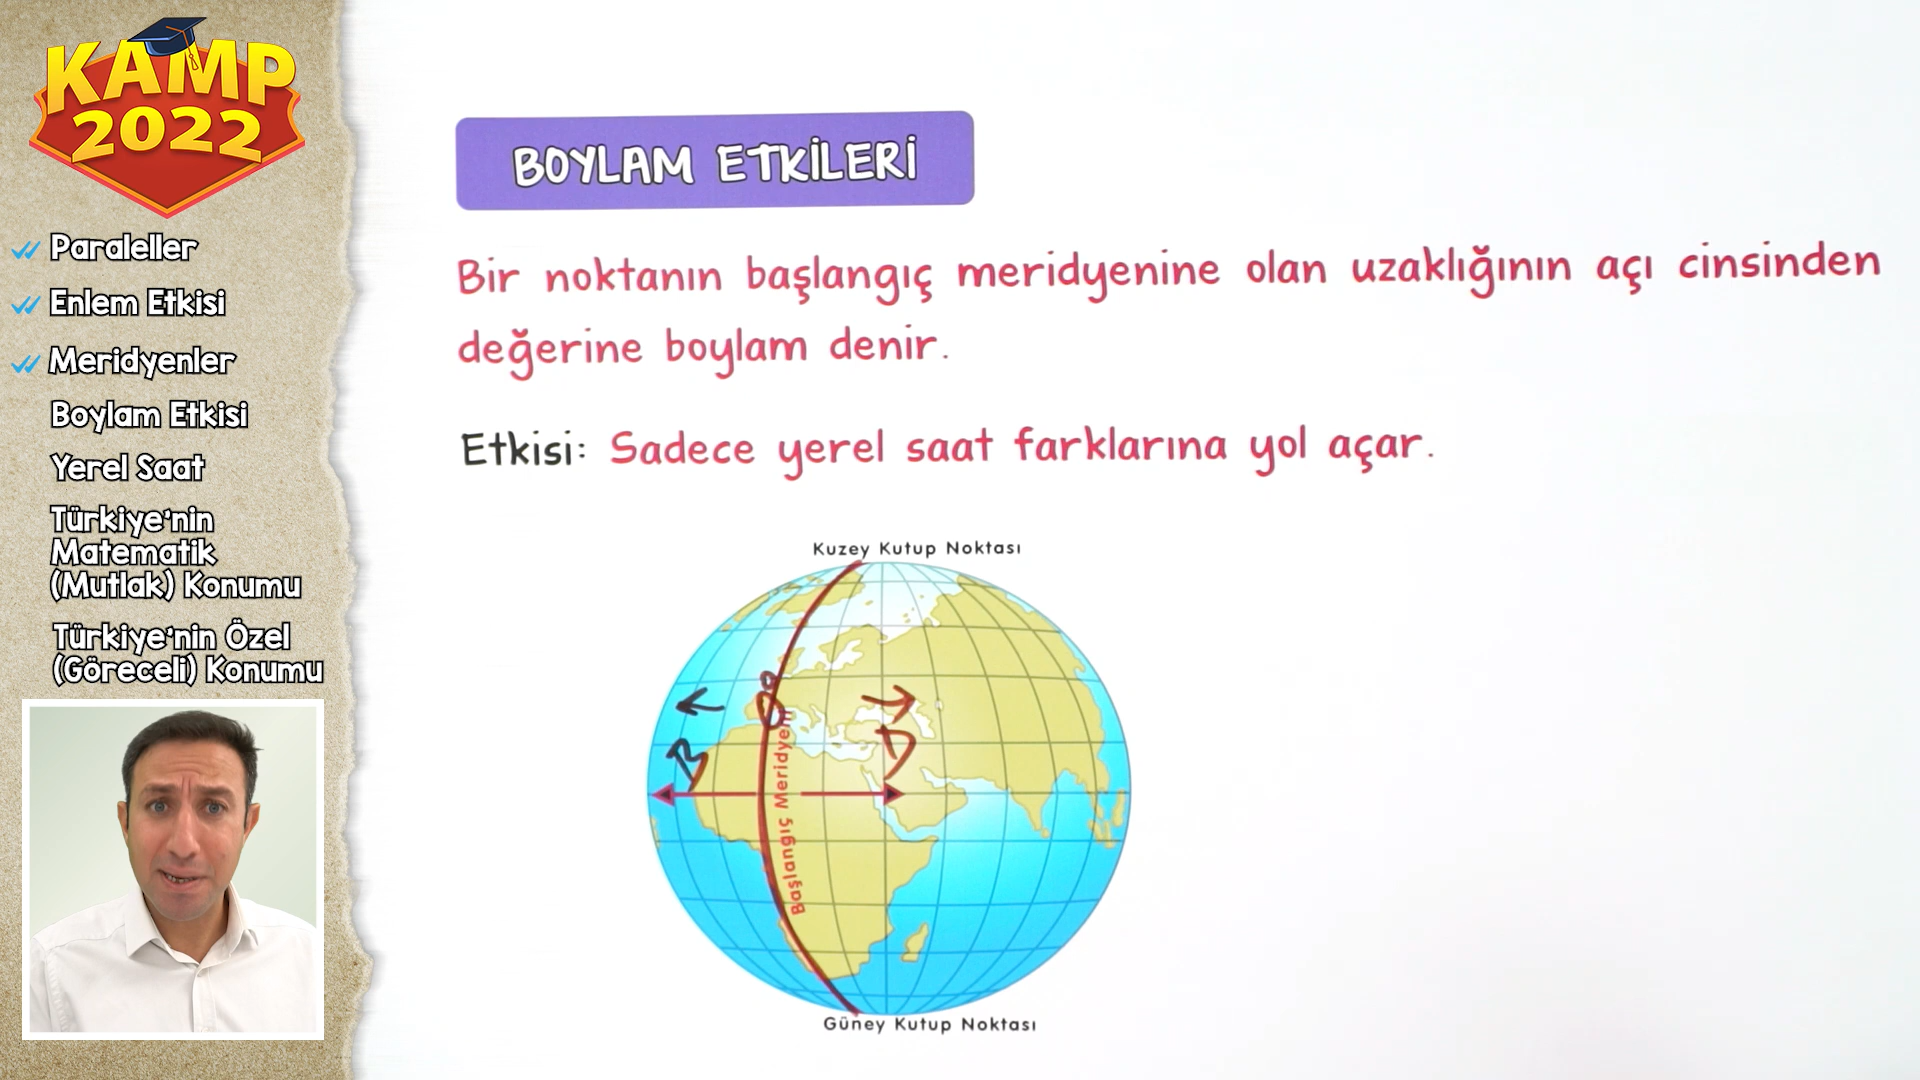 KAMP
2022
Paraleller
Enlem Etkisi
Meridyenler
Boylam Etkisi
Yerel Saat
Türkiye'nin
Matematik
(Mutlak) Konumu
Türkiye'nin Özel
(Göreceli) Konumu
BOYLAM ETKİLERİ
Bir noktanın başlangıç meridyenine olan uzaklığının açı cinsinden
değerine boylam denir.
Etkisi: Sadece yerel saat farklarına yol açar.
Kuzey Kutup Noktası
0°
B
D
Başlangıç Meridyeni
Güney Kutup Noktası